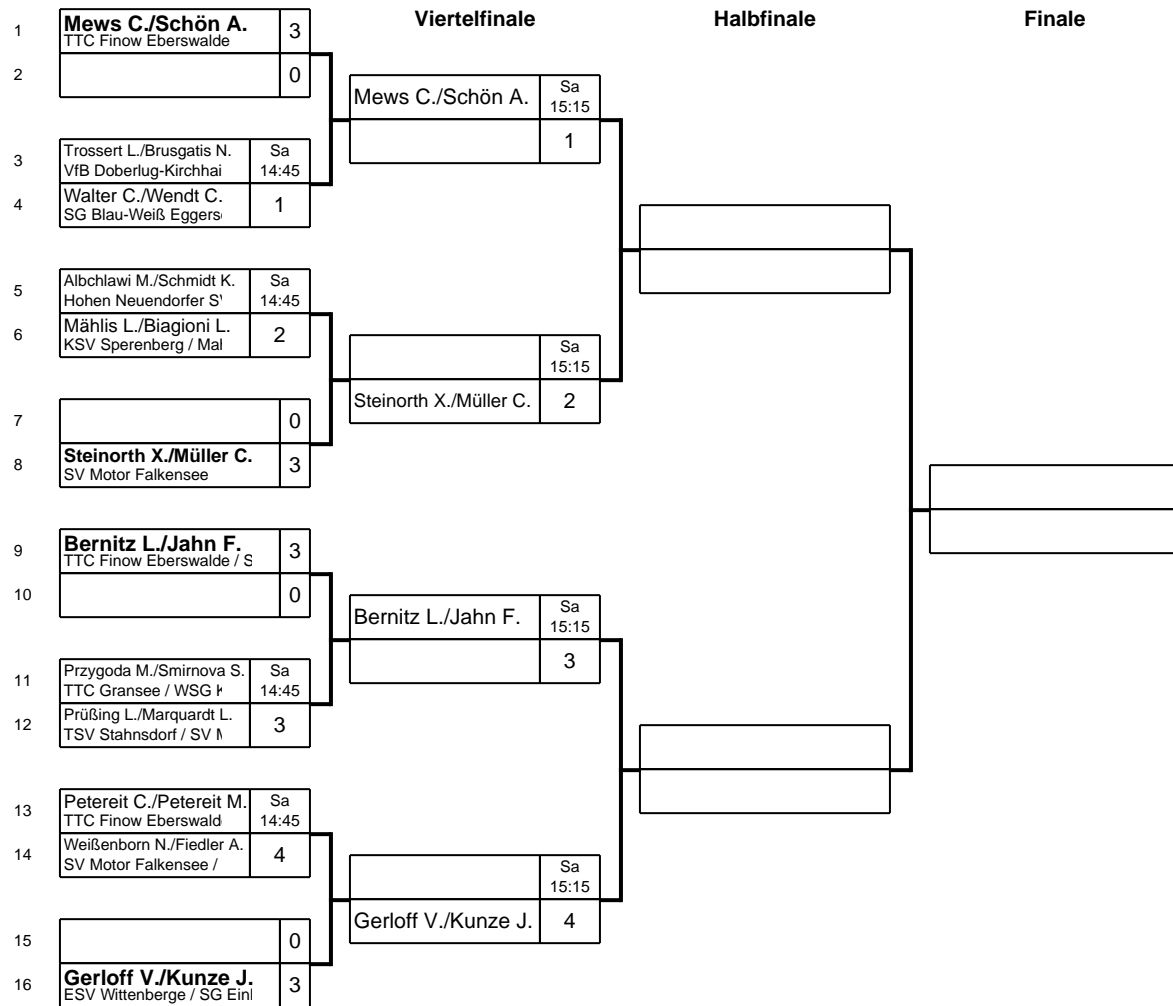 Viertelfinale
Halbfinale
Finale
1
Mews C./Schön A.
3
TTC Finow Eberswalde
2
0
Mews C./Schön A.
Sa
15:15
1
3
Trossert L./Brusgatis N.
Sa
VfB Doberlug-Kirchhai
14:45
4
Walter C./Wendt C.
1
SG Blau-Weiß Eggers
5
Albchlawi M./Schmidt K.
Sa
Hohen Neuendorfer S
14:45
6
Mählis L./Biagioni L.
2
KSV Sperenberg / Mal
Sa
15:15
Steinorth X./Müller C.
2
7
0
8
Steinorth X./Müller C.
3
SV Motor Falkensee
9
Bernitz L./Jahn F.
3
TTC Finow Eberswalde / S
10
0
Bernitz L./Jahn F.
Sa
15:15
3
11
Przygoda M./Smirnova S.
Sa
TTC Gransee / WSG K
14:45
12
Prüßing L./Marquardt L.
3
TSV Stahnsdorf / SV M
13
Petereit C./Petereit M.
Sa
TTC Finow Eberswald
14:45
14
Weißenborn N./Fiedler A.
4
SV Motor Falkensee /
Sa
15:15
Gerloff V./Kunze J.
4
15
0
16
Gerloff V./Kunze J.
3
ESV Wittenberge / SG Ein